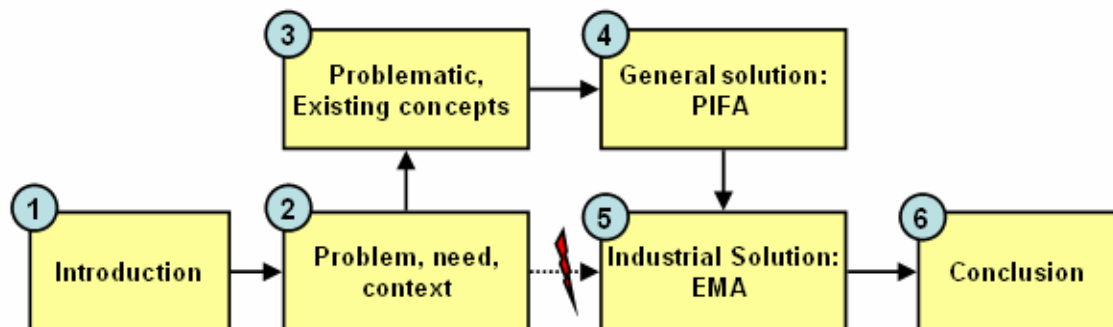 3
Problematic,
Existing concepts
4
General solution:
PIFA
1
Introduction
2
Problem, need,
context
5
Industrial Solution:
EMA
6
Conclusion